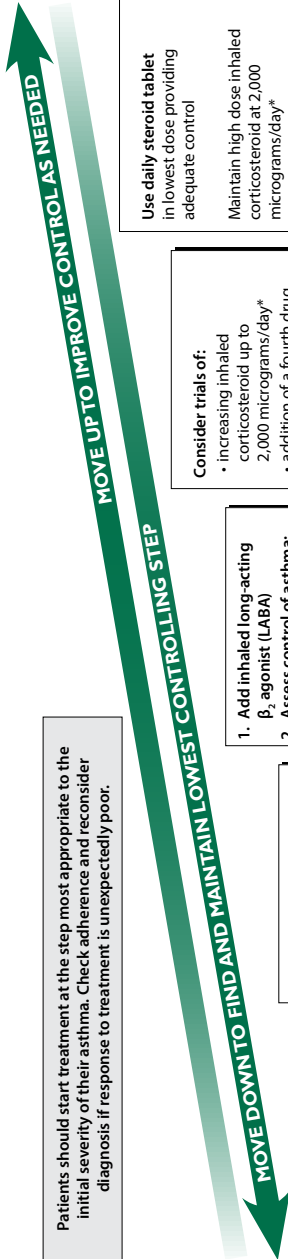 Patients should start treatment at the step most appropriate to the
initial severity of their asthma. Check adherence and reconsider
diagnosis if response to treatment is unexpectedly poor.
MOVE UP TO IMPROVE CONTROL AS NEEDED
MOVE DOWN TO FIND AND MAINTAIN LOWEST CONTROLLING STEP
1. Add inhaled long-acting
β₂ agonist (LABA)
2. Assess control of asthma:
Consider trials of:
• increasing inhaled
corticosteroid up to
2,000 micrograms/day*
• addition of a fourth drug
Use daily steroid tablet
in lowest dose providing
adequate control
Maintain high dose inhaled
corticosteroid at 2,000
micrograms/day*